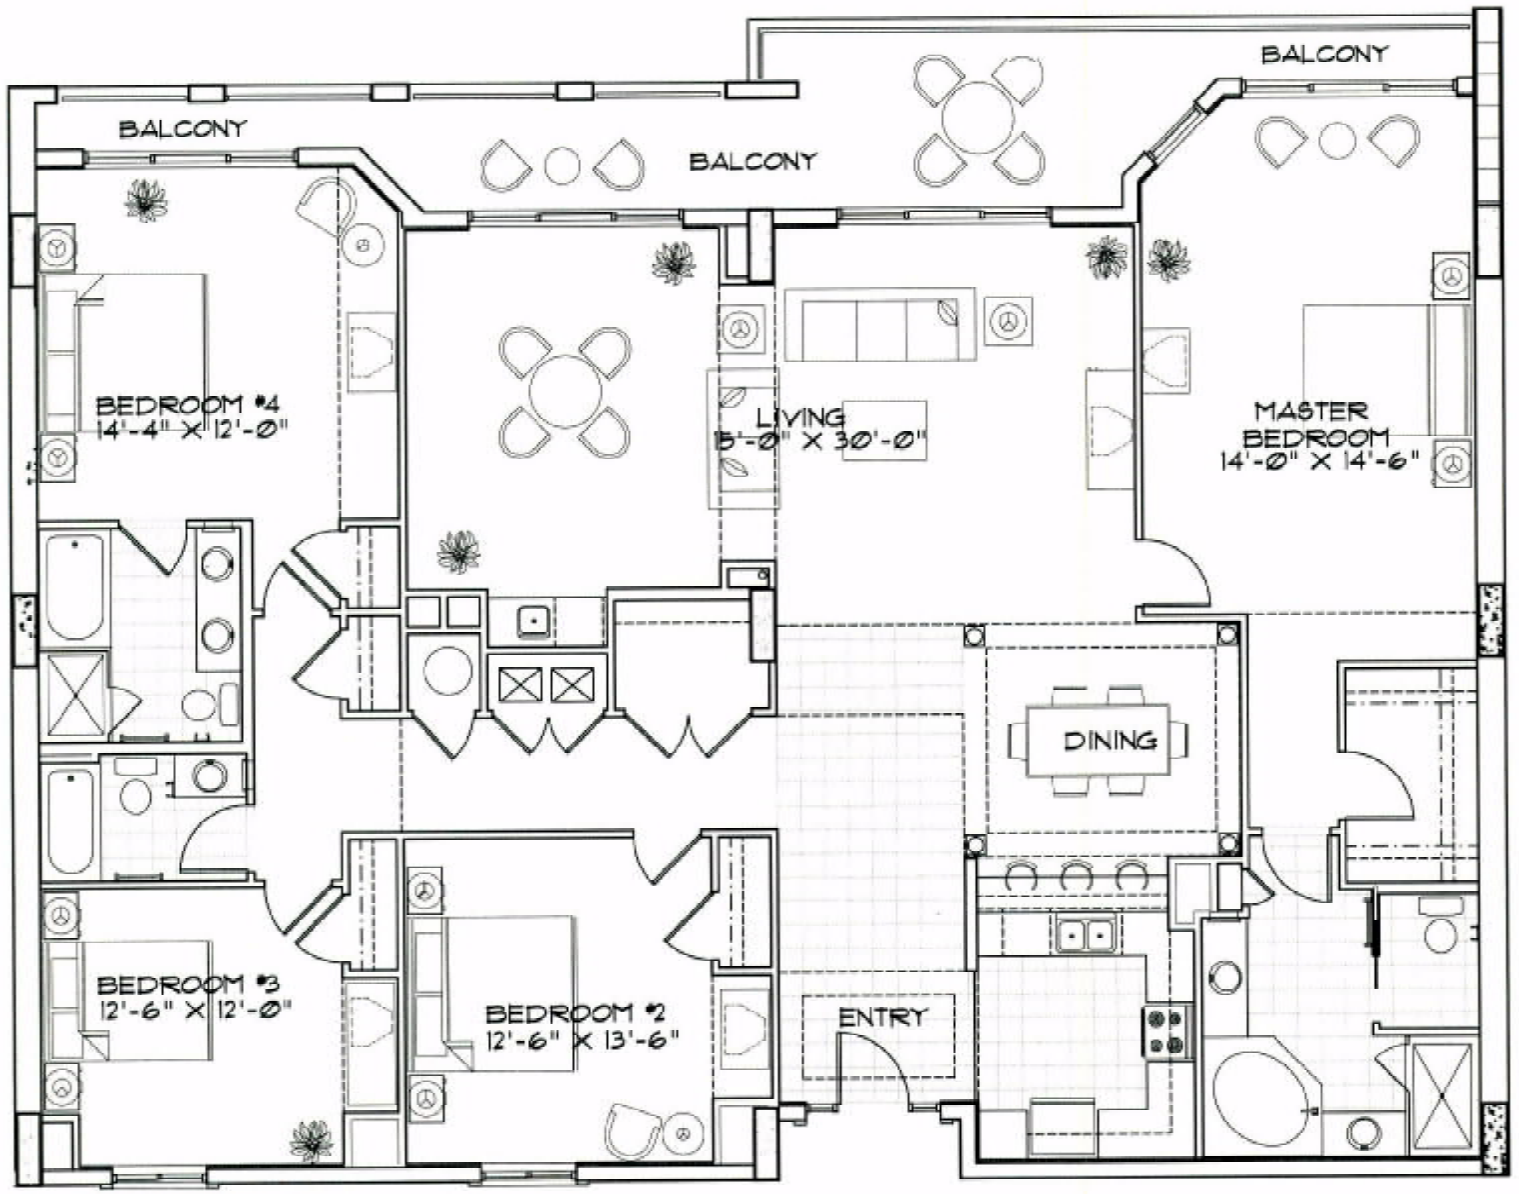 BALCONY
BALCONY
BALCONY
BEDROOM #4
14'-4" X 12'-0"
LIVING
15'-0" X 30'-0"
MASTER
BEDROOM
14'-0" X 14'-6"
DINING
BEDROOM #3
12'-6" X 12'-0"
BEDROOM #2
12'-6" X 13'-6"
ENTRY